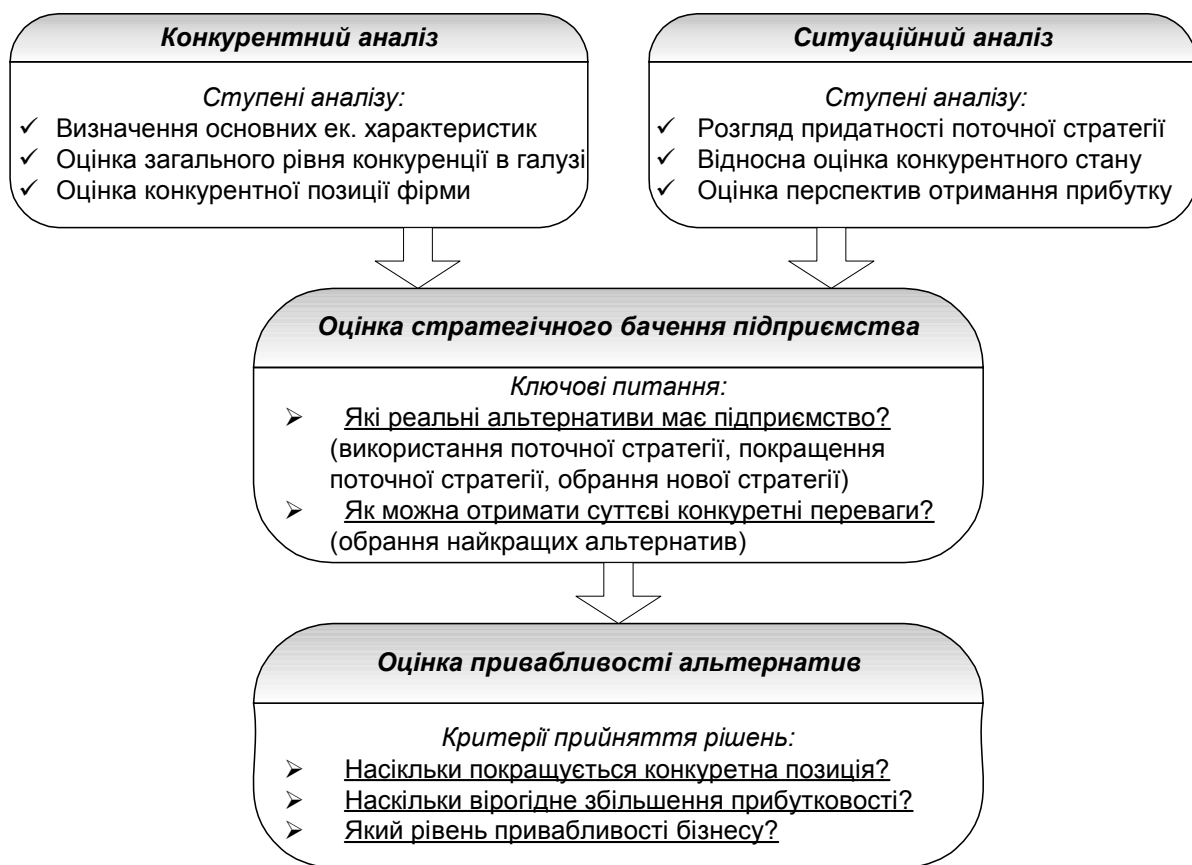 Конкурентний аналіз
Ступені аналізу:
✓ Визначення основних ек. характеристик
✓ Оцінка загального рівня конкуренції в галузі
✓ Оцінка конкурентної позиції фірми
Ситуаційний аналіз
Ступені аналізу:
✓ Розгляд придатності поточної стратегії
✓ Відносна оцінка конкурентного стану
✓ Оцінка перспектив отримання прибутку
Оцінка стратегічного бачення підприємства
Ключові питання:
➢ Які реальні альтернативи має підприємство?
(використання поточної стратегії, покращення
поточної стратегії, обрання нової стратегії)
➢ Як можна отримати суттєві конкуретні переваги?
(обрання найкращих альтернатив)
Оцінка привабливості альтернатив
Критерії прийняття рішень:
➢ Насікльки покращується конкуретна позиція?
➢ Наскільки вірогідне збільшення прибутковості?
➢ Який рівень привабливості бізнесу?